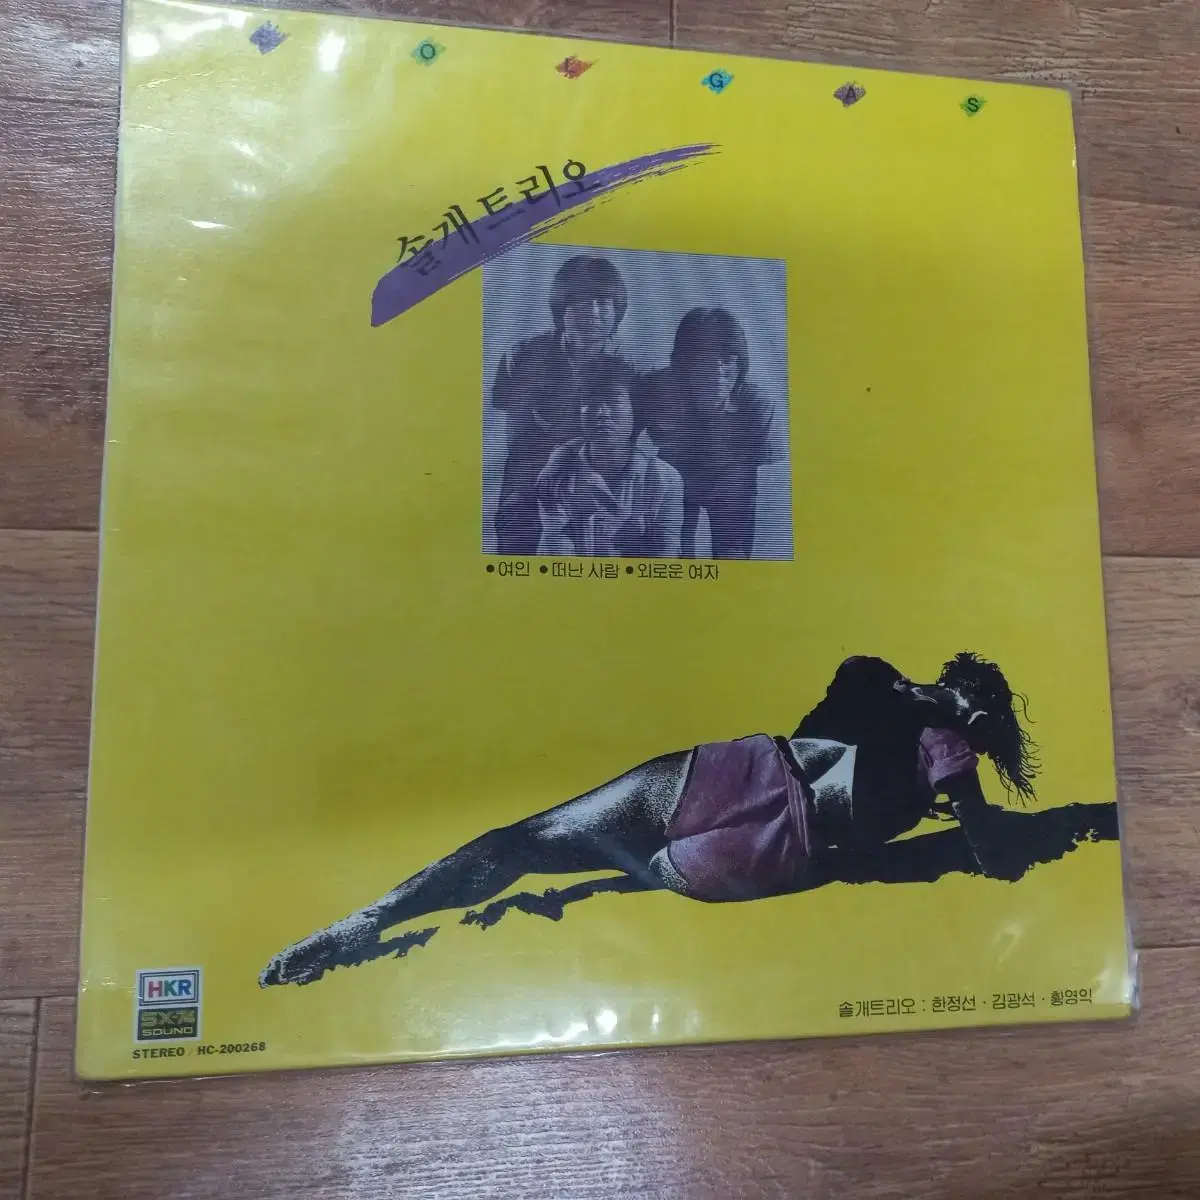 O L G A S
솔개트리오
• 여인 • 떠난 사람 • 외로운 여자
솔개트리오 : 한정선 · 김광석 · 황영익
HKR
SX-74
SOUND
STEREO / HC-200268